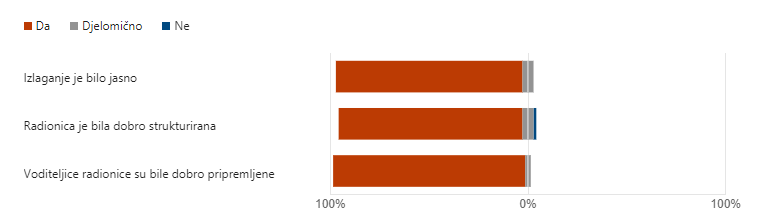 Da Djelomično Ne
Izlaganje je bilo jasno
Radionica je bila dobro strukturirana
Voditeljice radionice su bile dobro pripremljene
100% 0% 100%